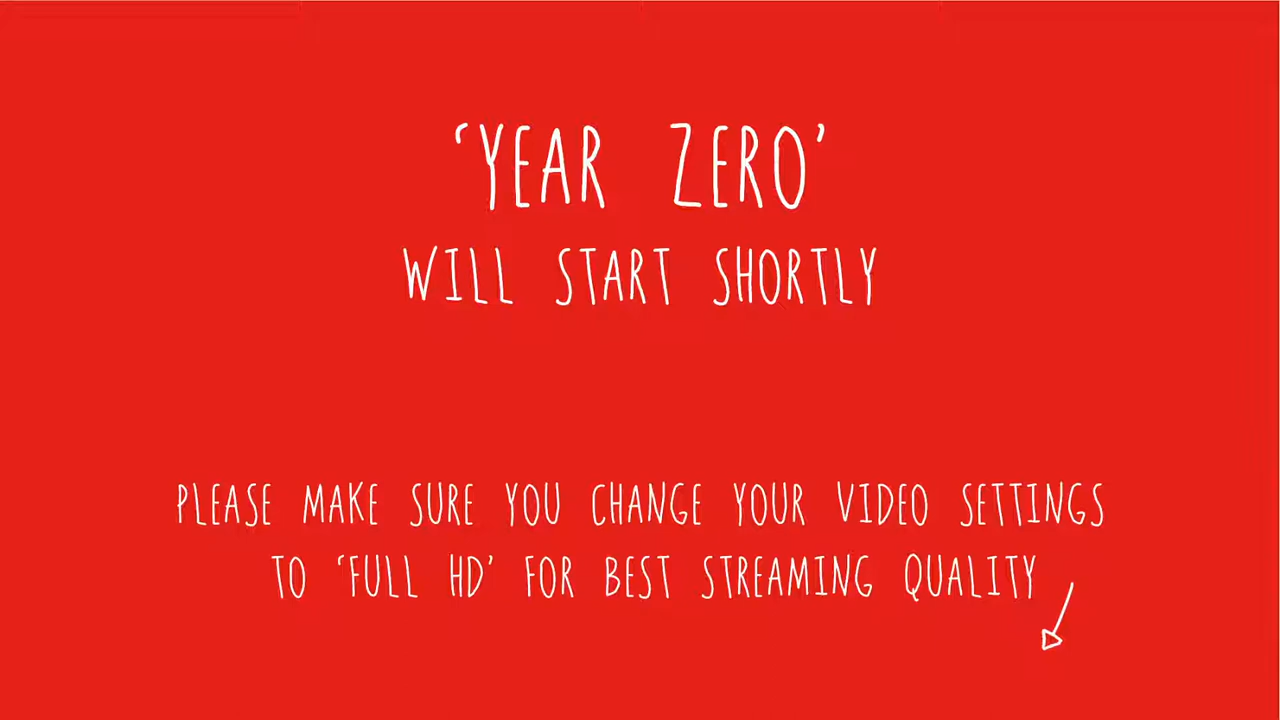 ‘YEAR ZERO’
WILL START SHORTLY
PLEASE MAKE SURE YOU CHANGE YOUR VIDEO SETTINGS
TO ‘FULL HD’ FOR BEST STREAMING QUALITY